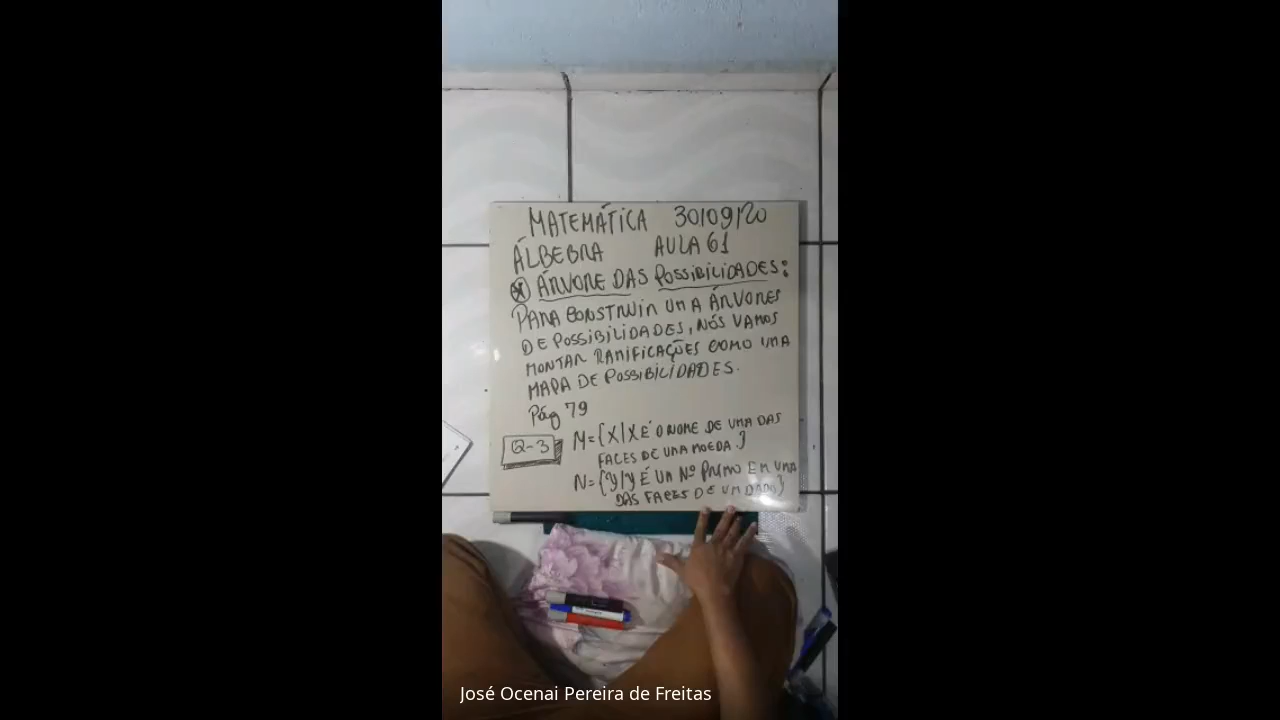 MATEMÁTICA 30/09/20
ÁLBEBRA AULA 61
ÁRVORE DAS POSSIBILIDADES:
PARA CONSTRUIR UMA ÁRVORES
DE POSSIBILIDADES, NÓS VAMOS
MONTAR RAMIFICAÇÕES COMO UMA
MAPA DE POSSIBILIDADES.
Pág 79
Q-3 M={X/X É O NOME DE UMA DAS
FACES DE UMA MOEDA.}
N={Y/Y É UM Nº PRIMO EM UMA
DAS FACES DE UM DADO}
José Ocenai Pereira de Freitas